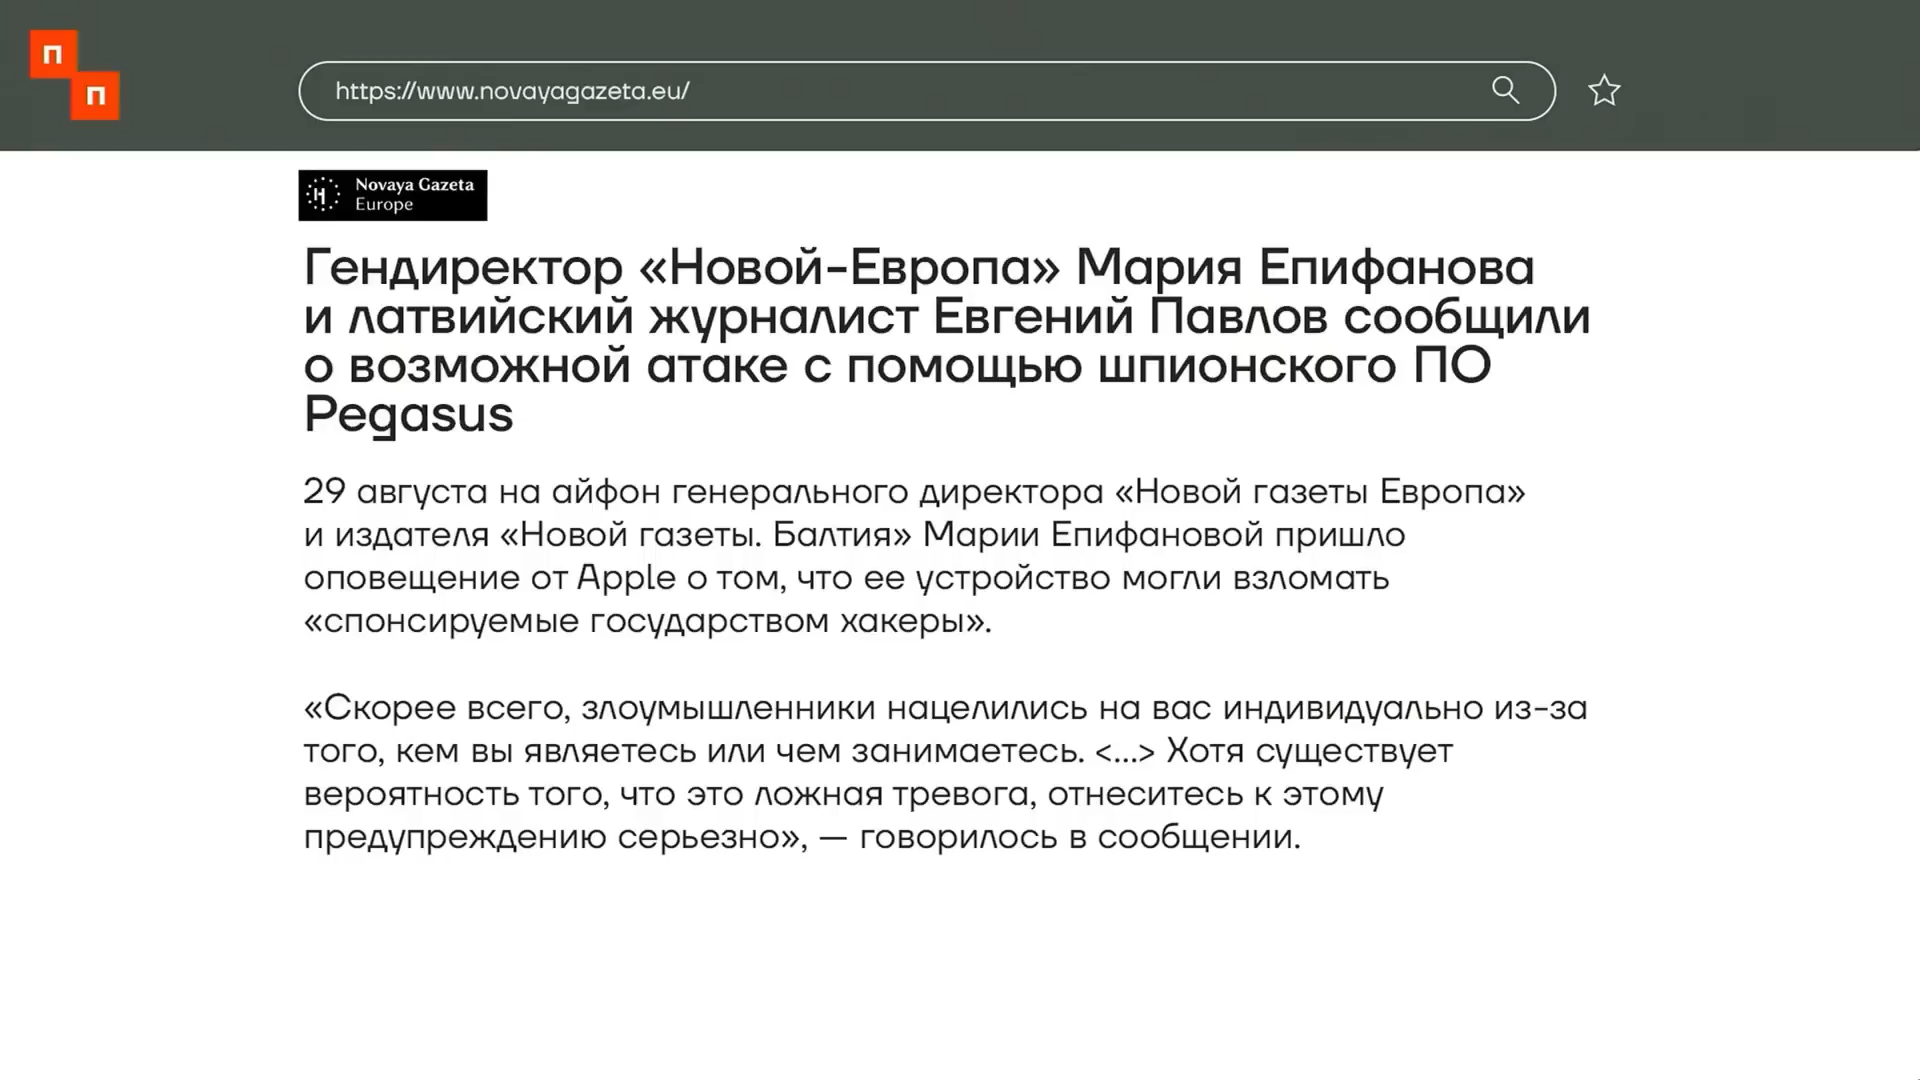 п
п
https://www.novayagazeta.eu/
Novaya Gazeta
Europe
Гендиректор «Новой-Европа» Мария Епифанова
и латвийский журналист Евгений Павлов сообщили
о возможной атаке с помощью шпионского ПО
Pegasus
29 августа на айфон генерального директора «Новой газеты Европа»
и издателя «Новой газеты. Балтия» Марии Епифановой пришло
оповещение от Apple о том, что ее устройство могли взломать
«спонсируемые государством хакеры».
«Скорее всего, злоумышленники нацелились на вас индивидуально из-за
того, кем вы являетесь или чем занимаетесь. <...> Хотя существует
вероятность того, что это ложная тревога, отнеситесь к этому
предупреждению серьезно», — говорилось в сообщении.